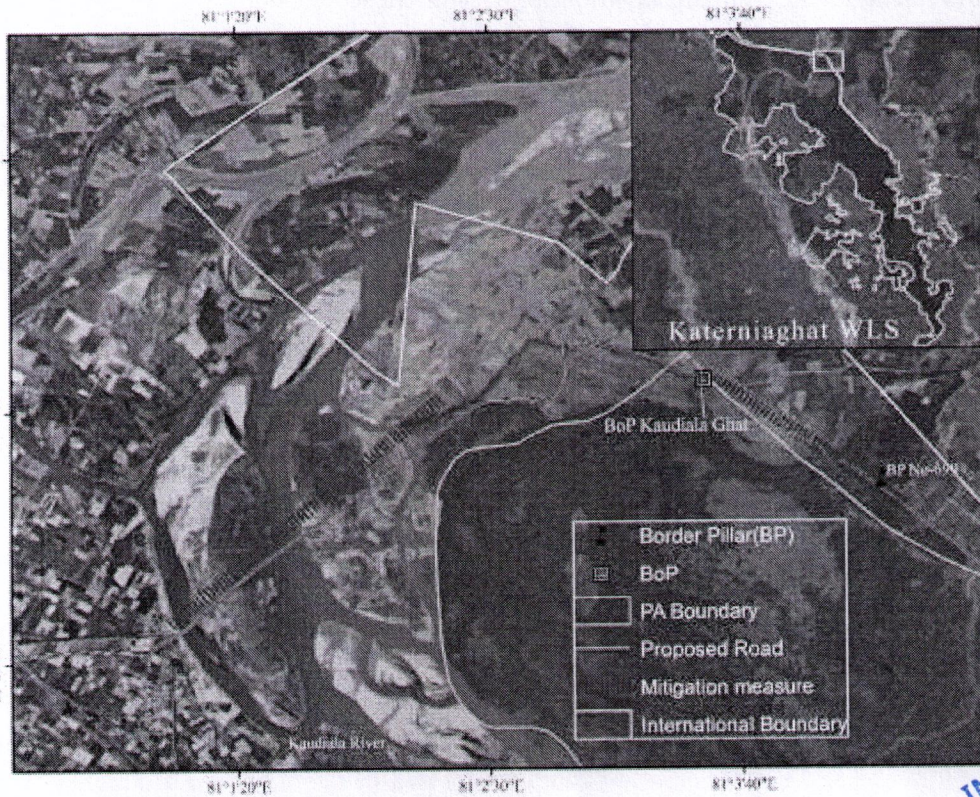 81°1'20"E 81°2'30"E 81°3'40"E
Katerniaghat WLS
BoP Kaudiala Ghat
BP No-690
Border Pillar(BP)
BoP
PA Boundary
Proposed Road
Mitigation measure
International Boundary
Kaudiala River
81°1'20"E 81°2'30"E 81°3'40"E